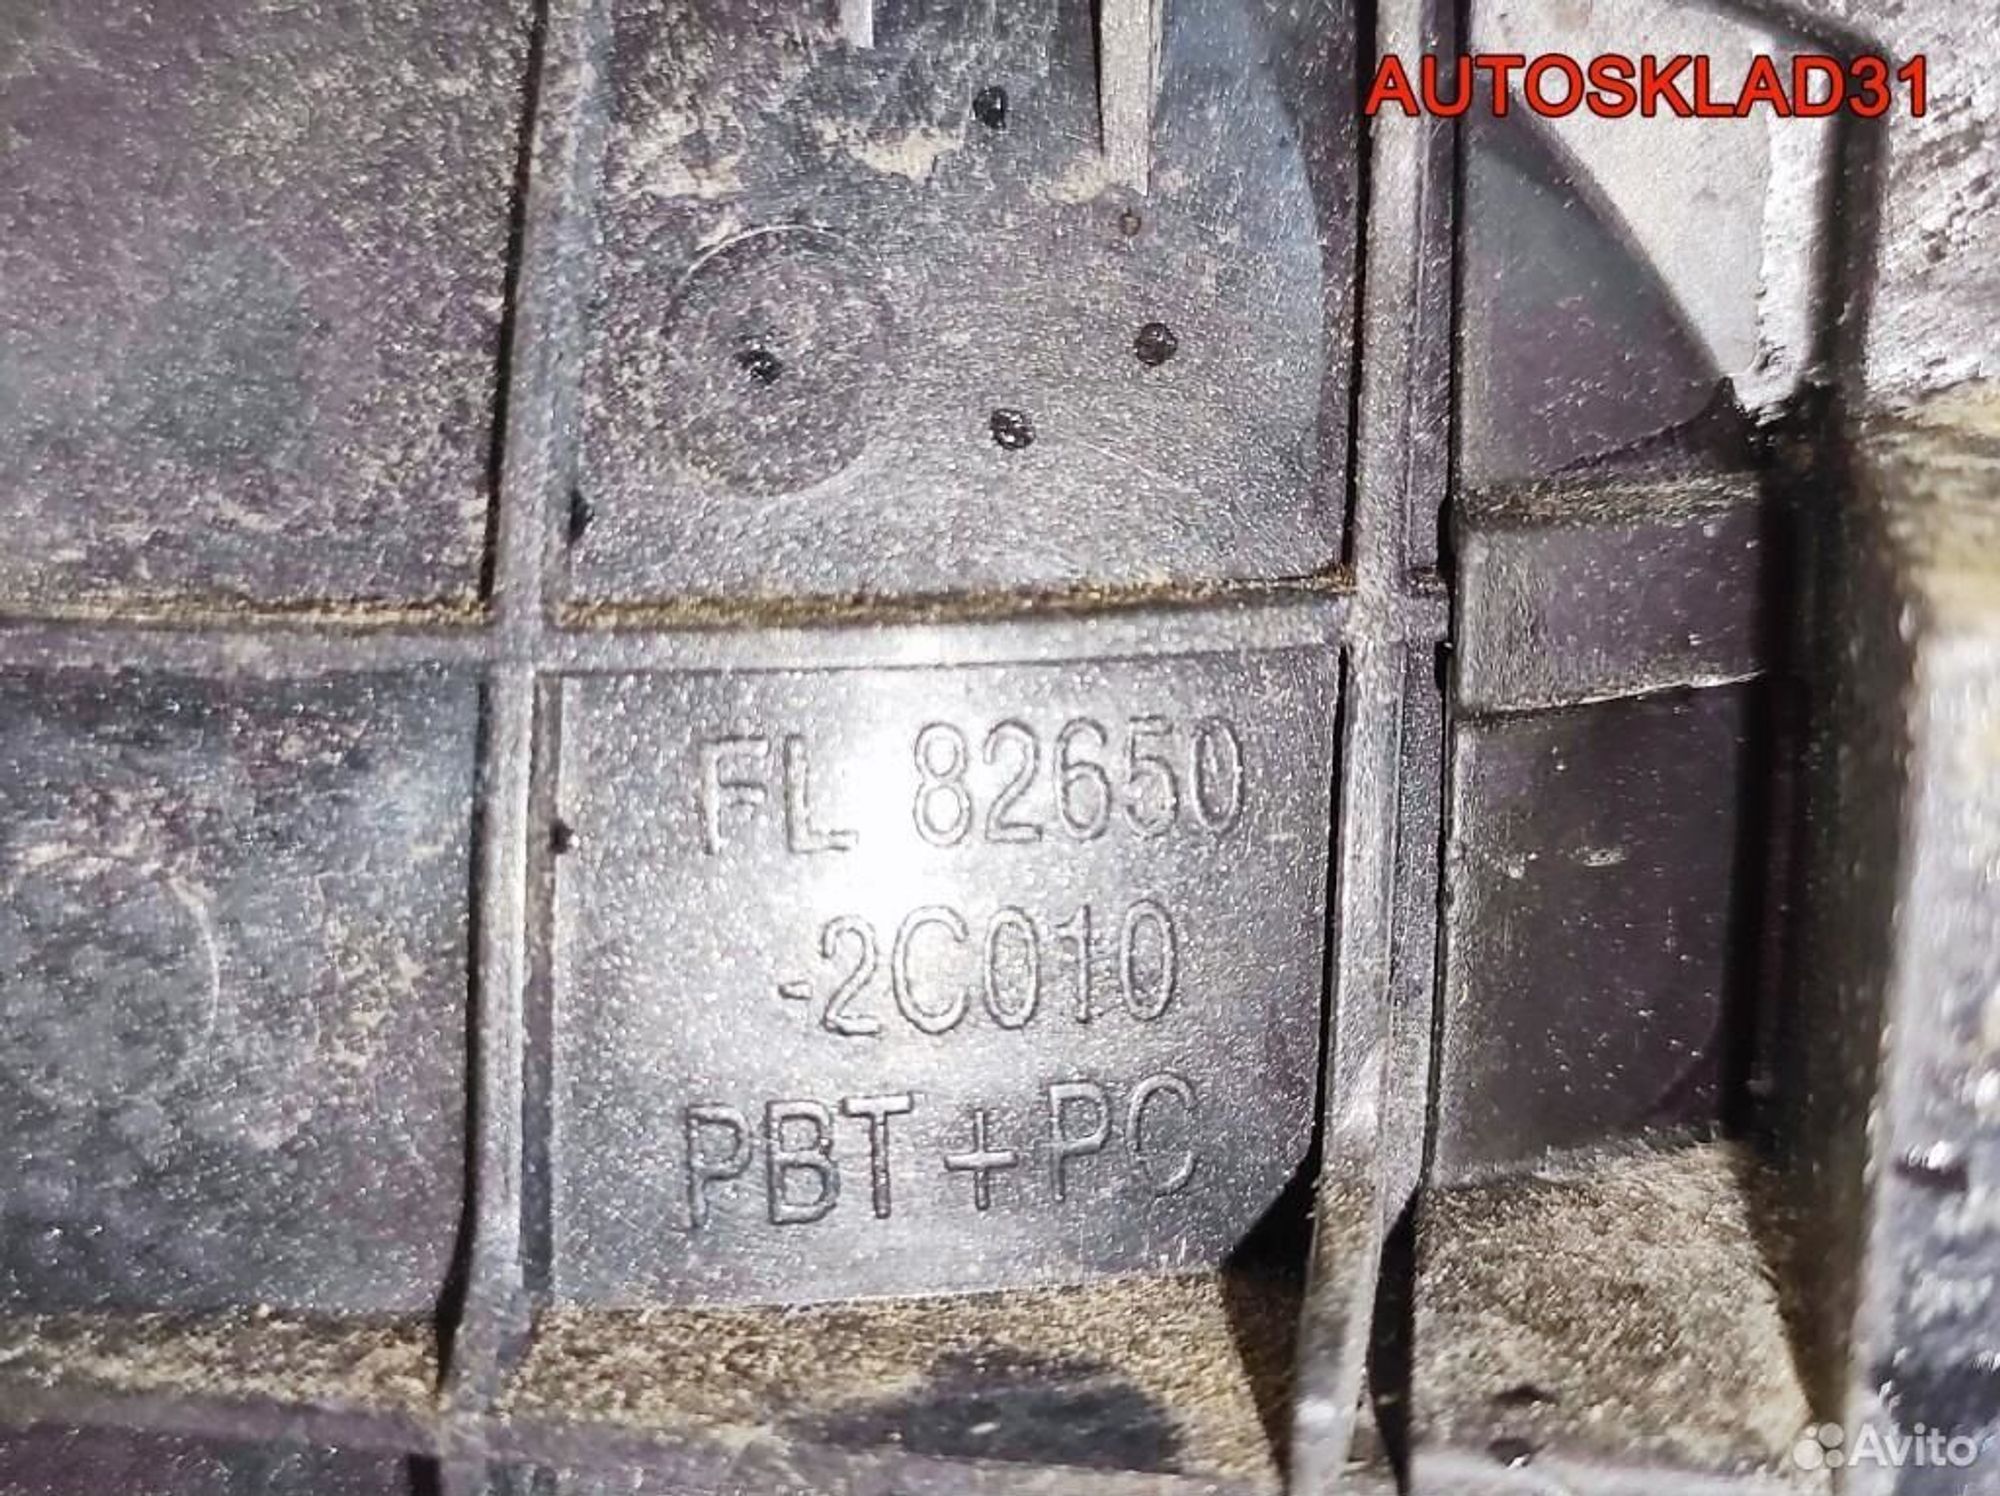 AUTOSKLAD31
FL 82650
-2C010
PBT+PC
Avito